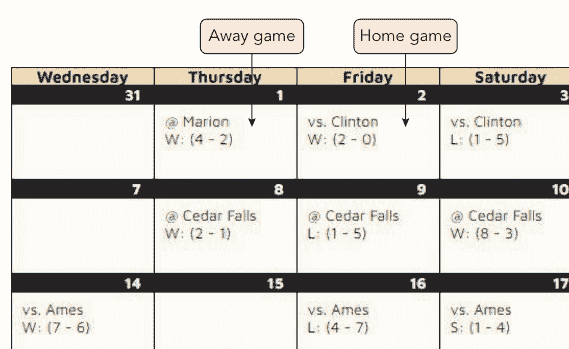 Away game Home game
Wednesday Thursday Friday Saturday
31 1 2 3
@ Marion vs. Clinton vs. Clinton
W: (4 - 2) W: (2 - 0) L: (1 - 5)
7 8 9 10
@ Cedar Falls @ Cedar Falls @ Cedar Falls
W: (2 - 1) L: (1 - 5) W: (8 - 3)
14 15 16 17
vs. Ames vs. Ames vs. Ames
W: (7 - 6) L: (4 - 7) S: (1 - 4)